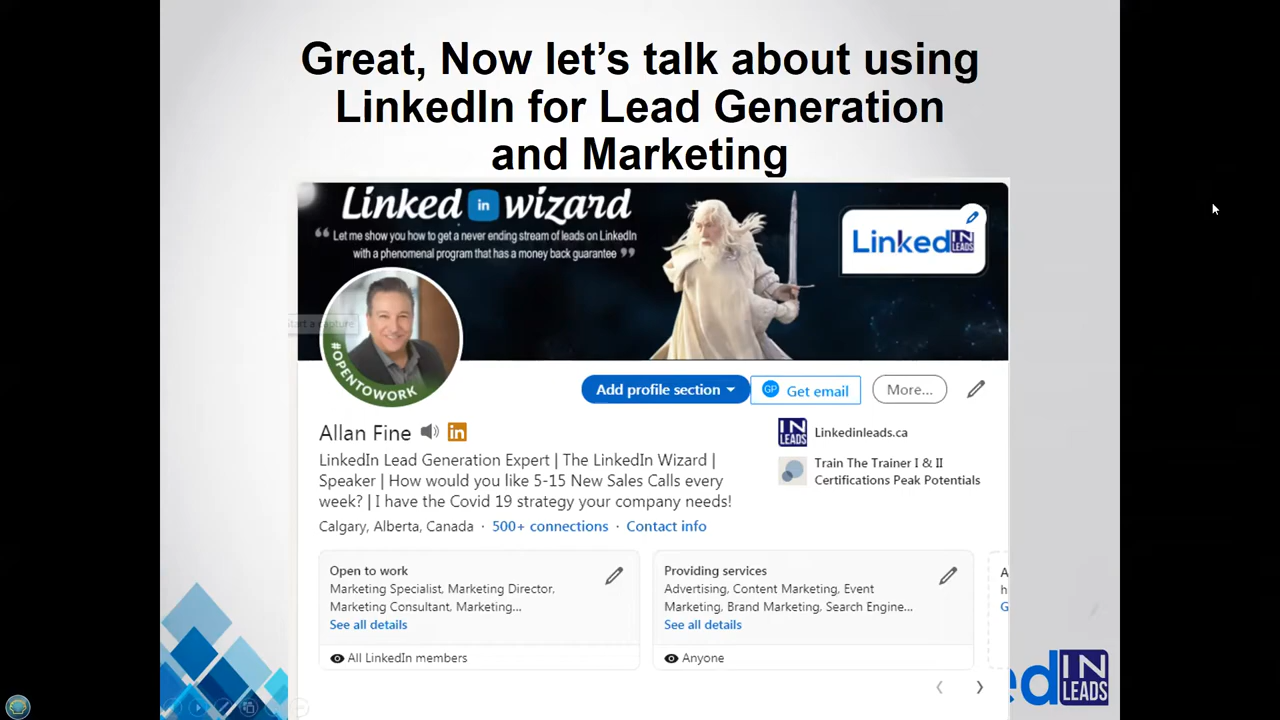 Great, Now let’s talk about using
LinkedIn for Lead Generation
and Marketing
Linked in wizard
“ Let me show you how to get a never ending stream of leads on LinkedIn
with a phenomenal program that has a money back guarantee ”
Linked IN LEADS
Start a capture
#OPENTOWORK
Add profile section
GP Get email
More...
Allan Fine in
IN LEADS Linkedinleads.ca
LinkedIn Lead Generation Expert | The LinkedIn Wizard |
Speaker | How would you like 5-15 New Sales Calls every
week? | I have the Covid 19 strategy your company needs!
Train The Trainer I & II
Certifications Peak Potentials
Calgary, Alberta, Canada · 500+ connections · Contact info
Open to work
Marketing Specialist, Marketing Director,
Marketing Consultant, Marketing...
See all details
All LinkedIn members
Providing services
Advertising, Content Marketing, Event
Marketing, Brand Marketing, Search Engine...
See all details
Anyone
A
h
G
ed IN
LEADS